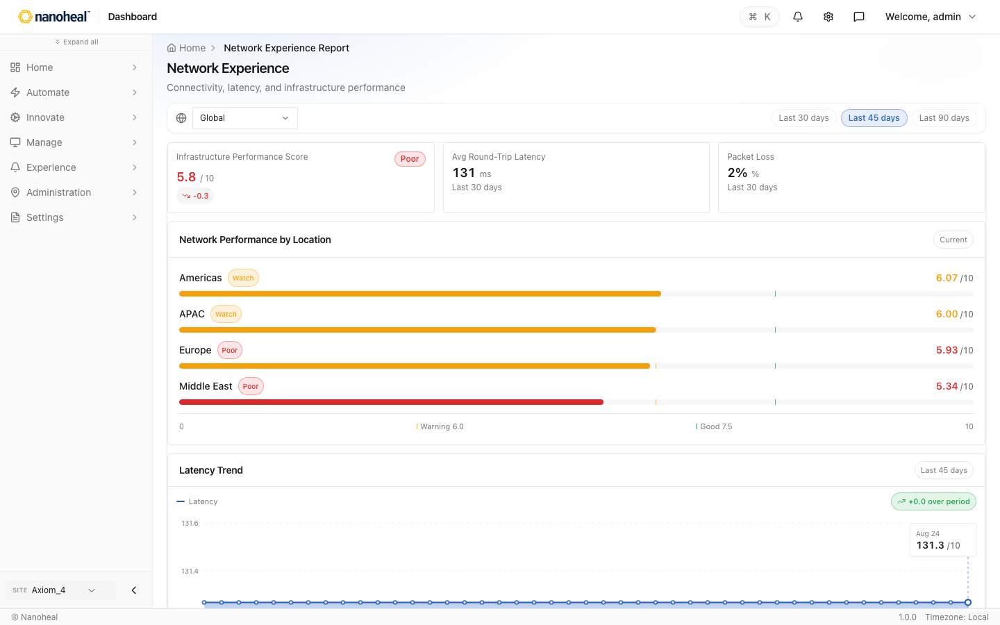 nanoheal™
Dashboard
⌘ K
Welcome, admin
Expand all
Home
Automate
Innovate
Manage
Experience
Administration
Settings
SITE Axiom_4
Home > Network Experience Report
Network Experience
Connectivity, latency, and infrastructure performance
Global
Last 30 days
Last 45 days
Last 90 days
Infrastructure Performance Score
Poor
5.8 / 10
-0.3
Avg Round-Trip Latency
131 ms
Last 30 days
Packet Loss
2% %
Last 30 days
Network Performance by Location
Current
Americas Watch 6.07 /10
APAC Watch 6.00 /10
Europe Poor 5.93 /10
Middle East Poor 5.34 /10
0 Warning 6.0 Good 7.5 10
Latency Trend
Last 45 days
Latency
+0.0 over period
131.6
Aug 24
131.3 /10
131.4
© Nanoheal
1.0.0 Timezone: Local